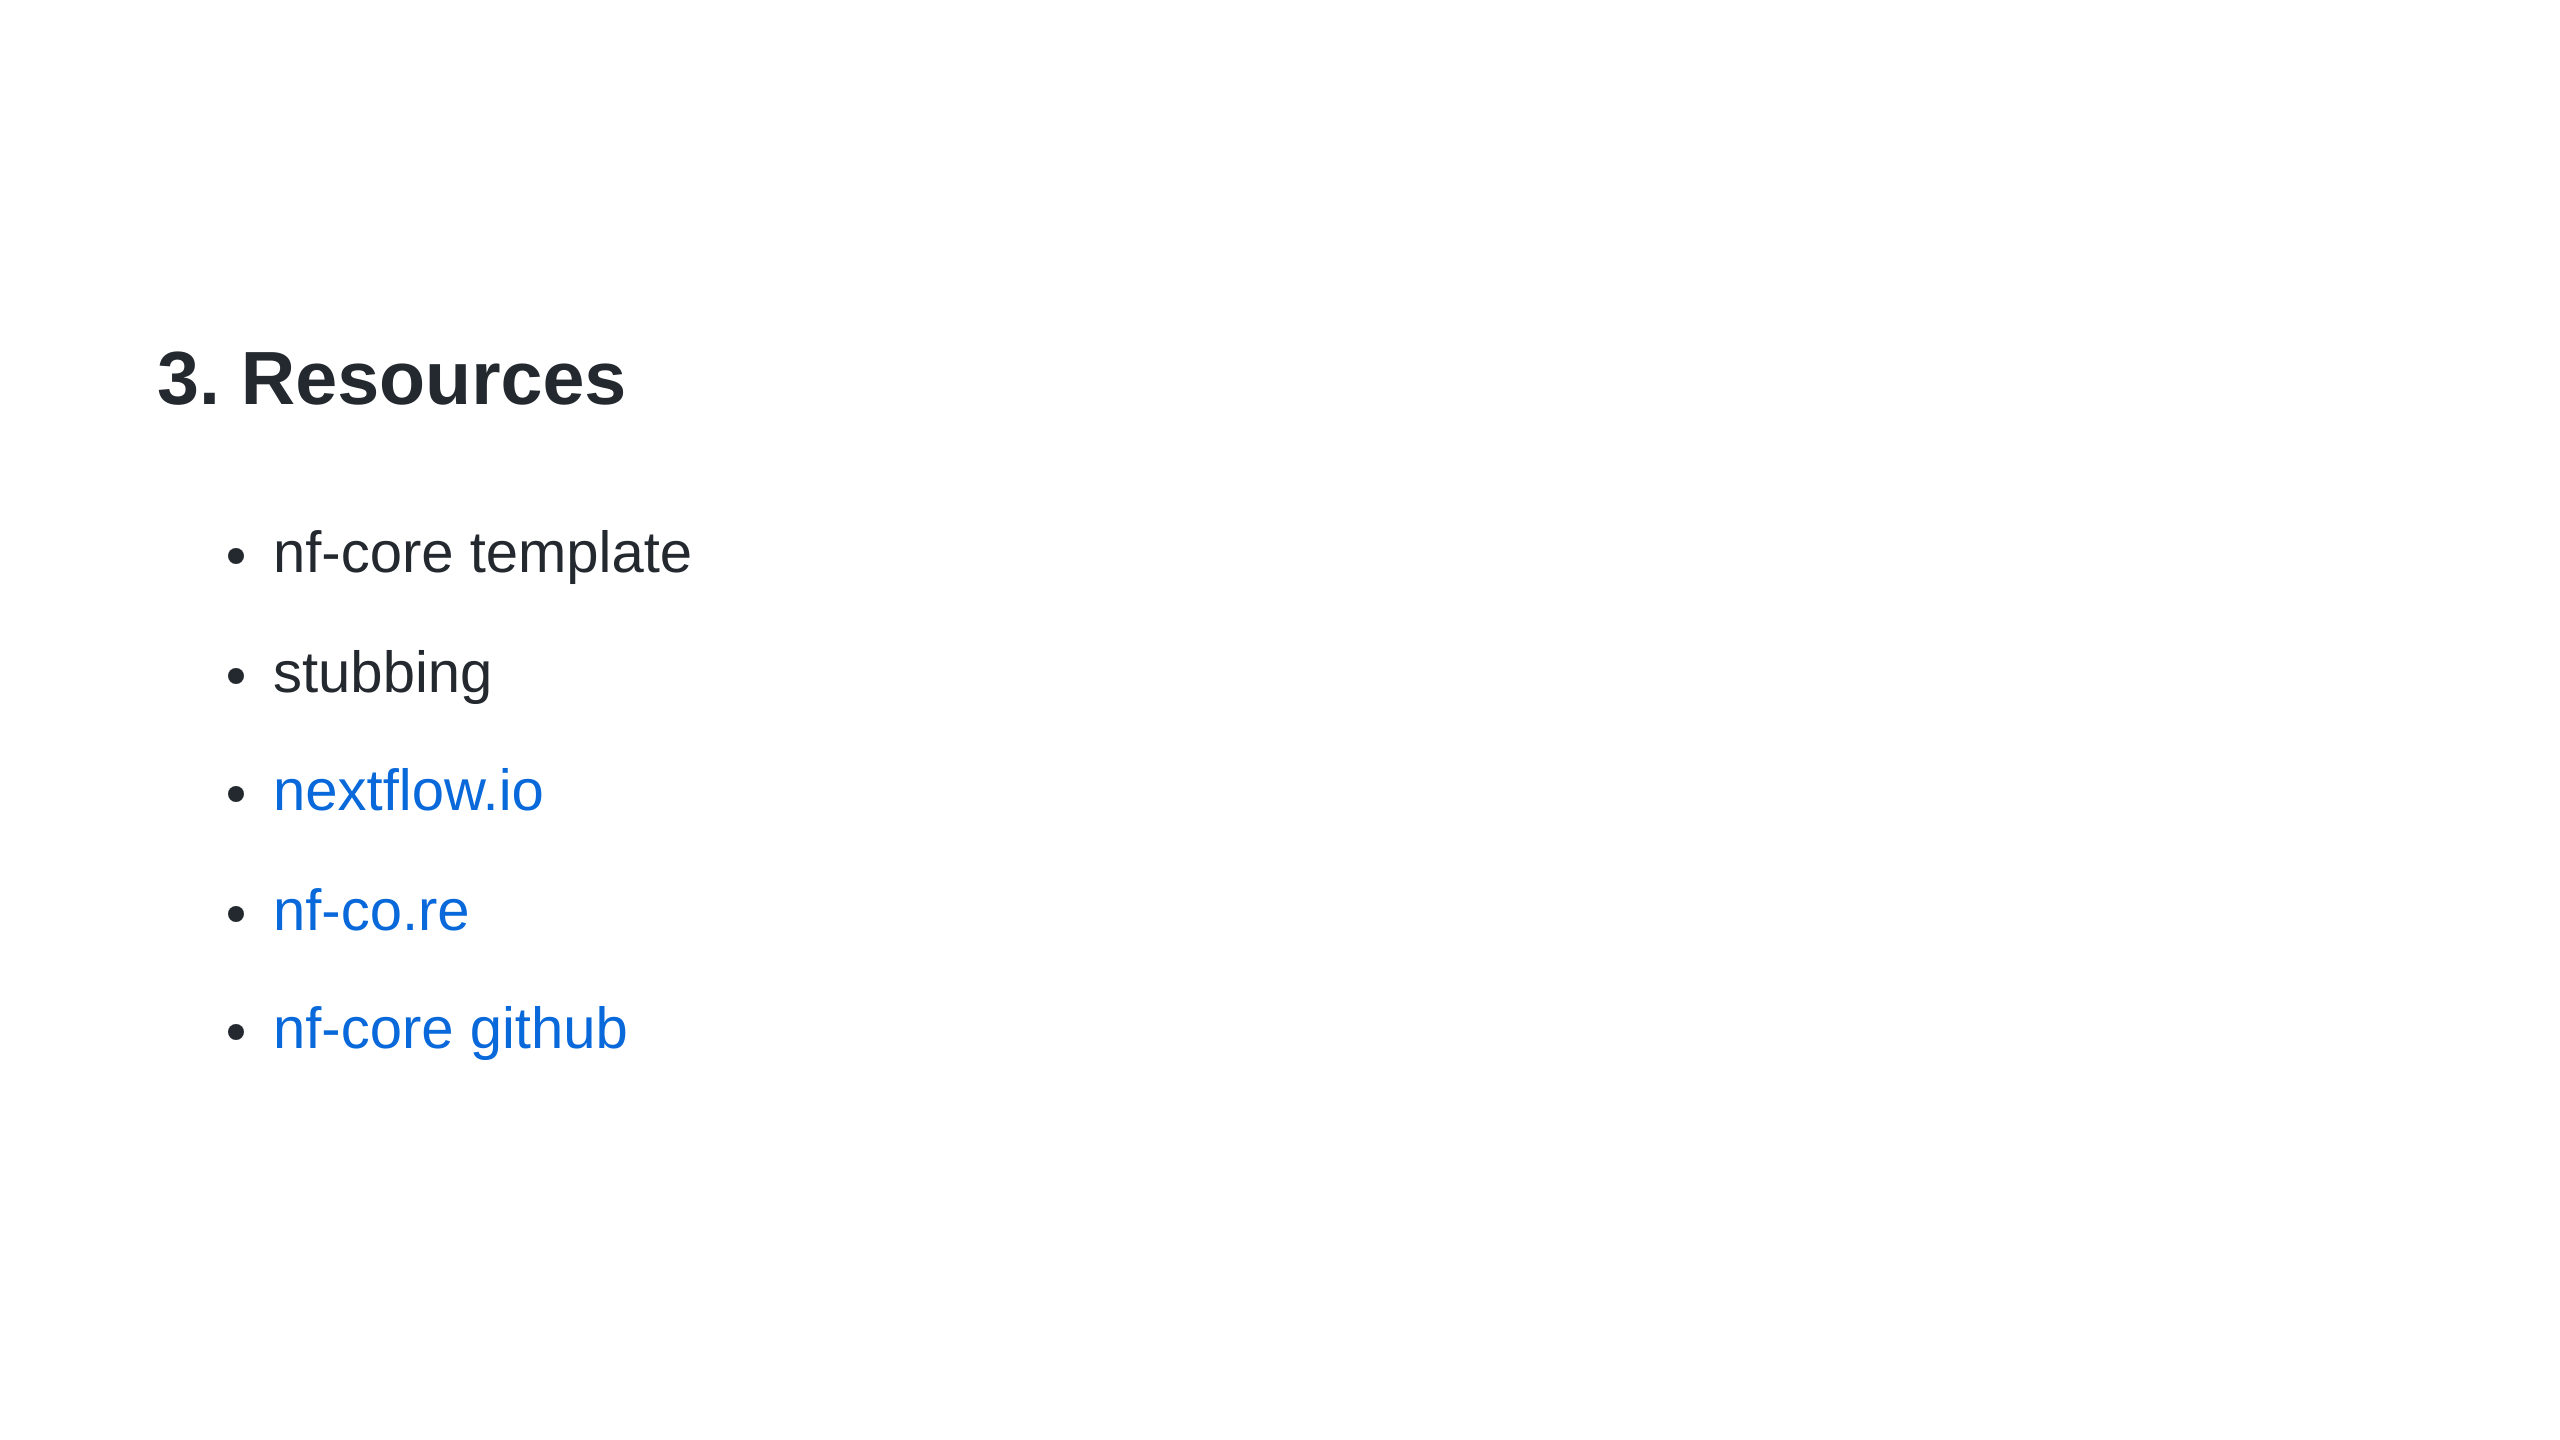 3. Resources
nf-core template
stubbing
nextflow.io
nf-co.re
nf-core github